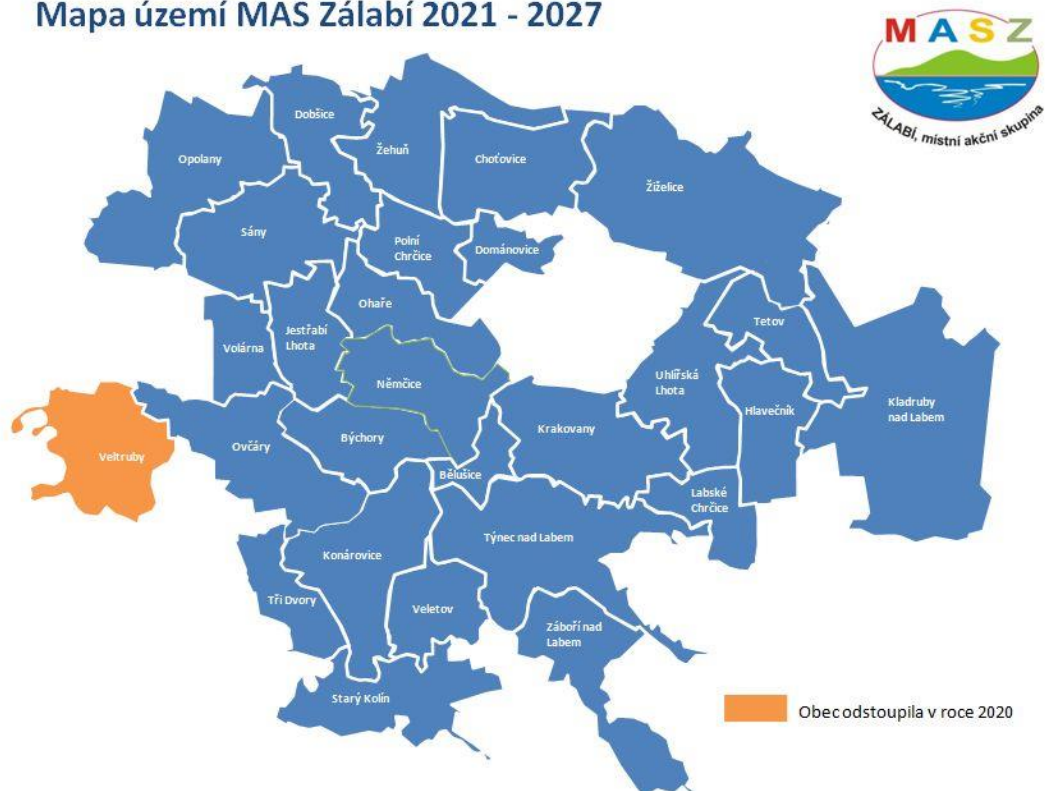 Mapa území MAS Zálabí 2021 - 2027
MASZ
ZÁLABÍ, místní akční skupina
Dobšice
Žehuň
Opolany
Choťovice
Žiželice
Sány
Polní
Chrčice
Dománovice
Ohaře
Jestřabí
Lhota
Volárna
Tetov
Němčice
Uhlířská
Lhota
Hlavečník
Kladruby
nad Labem
Veltruby
Ovčáry
Býchory
Krakovany
Bělušice
Labské
Chrčice
Týnec nad Labem
Konárovice
Tři Dvory
Veletov
Záboří nad
Labem
Starý Kolín
Obec odstoupila v roce 2020